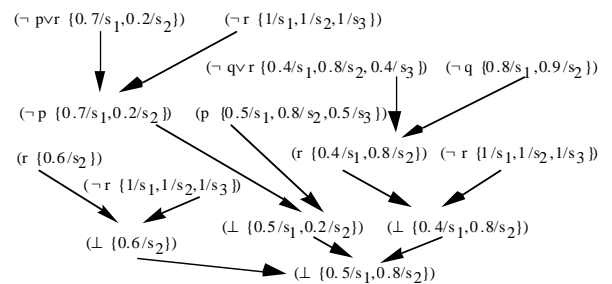 (¬ p∨r {0.7/s1,0.2/s2}) (¬ r {1/s1,1/s2,1/s3})
(¬ q∨ r {0.4/s1,0.8/s2, 0.4/s3}) (¬ q {0.8/s1,0.9/s2})
(¬ p {0.7/s1,0.2/s2}) (p {0.5/s1, 0.8/s2,0.5/s3})
(r {0.6/s2}) (r {0.4/s1,0.8/s2}) (¬ r {1/s1,1/s2,1/s3})
(¬ r {1/s1,1/s2,1/s3})
(⊥ {0.5/s1,0.2/s2}) (⊥ {0.4/s1,0.8/s2})
(⊥ {0.6/s2})
(⊥ {0.5/s1,0.8/s2})